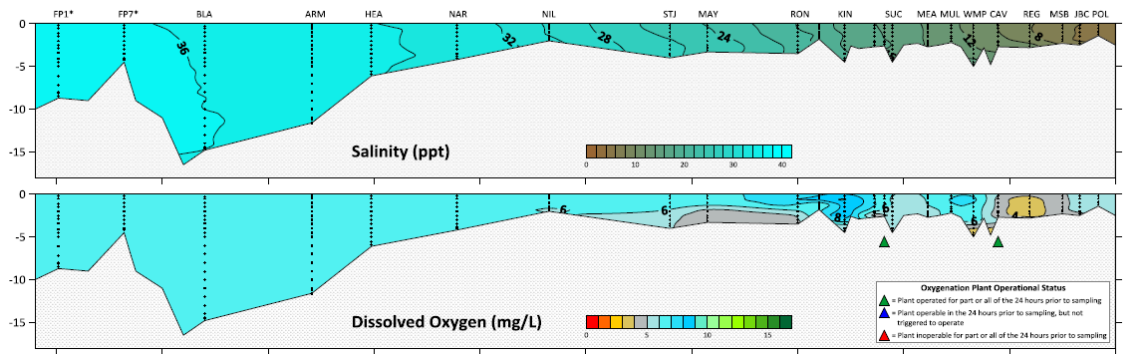 FP1* FP7* BLA ARM HEA NAR NIL STJ MAY RON KIN SUC MEA MUL WMP CAV REG MSB JBC POL
0
-5
-10
-15
36 32 28 24 12 8
Salinity (ppt)
0 10 20 30 40
0
-5
-10
-15
6 6 8 6 6 4
Dissolved Oxygen (mg/L)
0 5 10 15
Oxygenation Plant Operational Status
= Plant operated for part or all of the 24 hours prior to sampling
= Plant operable in the 24 hours prior to sampling, but not
triggered to operate
= Plant inoperable for part or all of the 24 hours prior to sampling